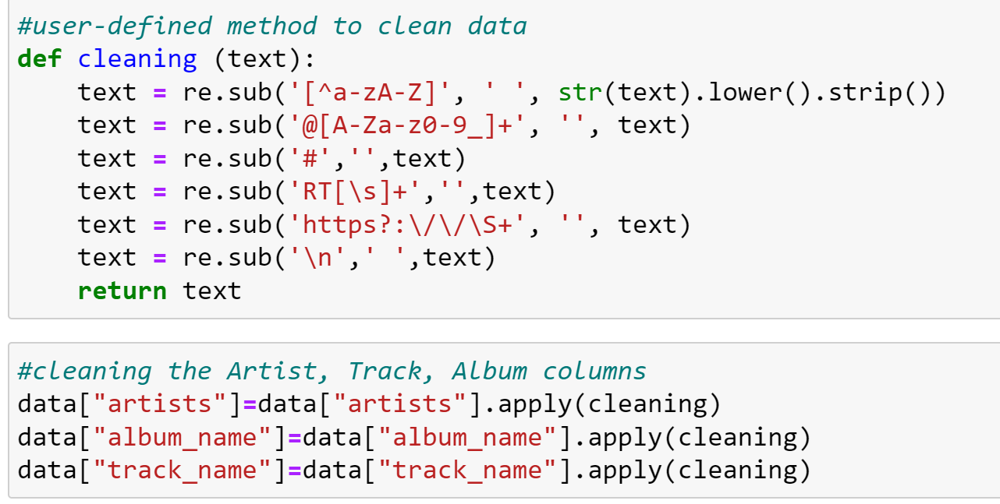 #user-defined method to clean data
def cleaning (text):
    text = re.sub('[^a-zA-Z]', ' ', str(text).lower().strip())
    text = re.sub('@[A-Za-z0-9_]+', '', text)
    text = re.sub('#','',text)
    text = re.sub('RT[\s]+','',text)
    text = re.sub('https?:\/\/\S+', '', text)
    text = re.sub('\n',' ',text)
    return text
#cleaning the Artist, Track, Album columns
data["artists"]=data["artists"].apply(cleaning)
data["album_name"]=data["album_name"].apply(cleaning)
data["track_name"]=data["track_name"].apply(cleaning)